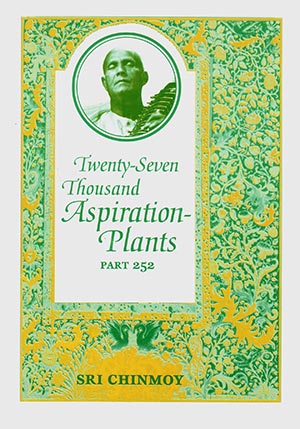 Twenty-Seven
Thousand
Aspiration-
Plants
PART 252
SRI CHINMOY